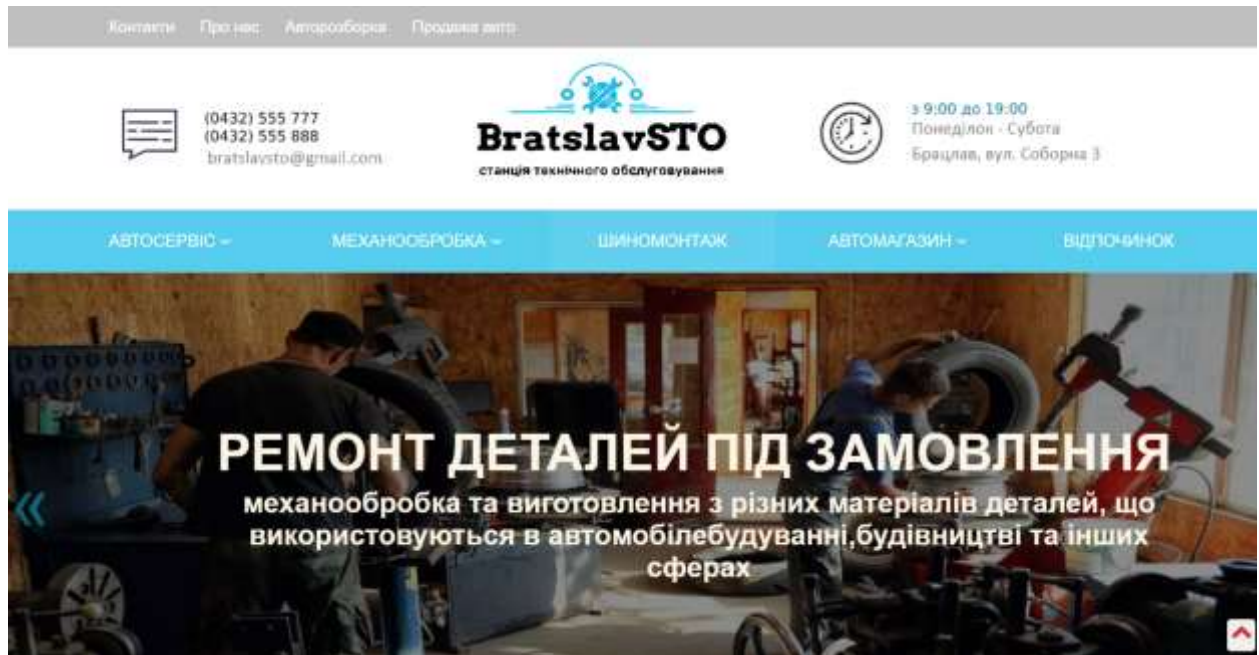 Контакти Про нас Авторозборка Продажа авто
(0432) 555 777
(0432) 555 888
bratslavsto@gmail.com
BratslavSTO
станція технічного обслуговування
з 9:00 до 19:00
Понеділок - Субота
Брацлав, вул. Соборна 3
АВТОСЕРВІС МЕХАНООБРОБКА ШИНОМОНТАЖ АВТОМАГАЗИН ВІДПОЧИНОК
РЕМОНТ ДЕТАЛЕЙ ПІД ЗАМОВЛЕННЯ
механообробка та виготовлення з різних матеріалів деталей, що
використовуються в автомобілебудуванні,будівництві та інших
сферах